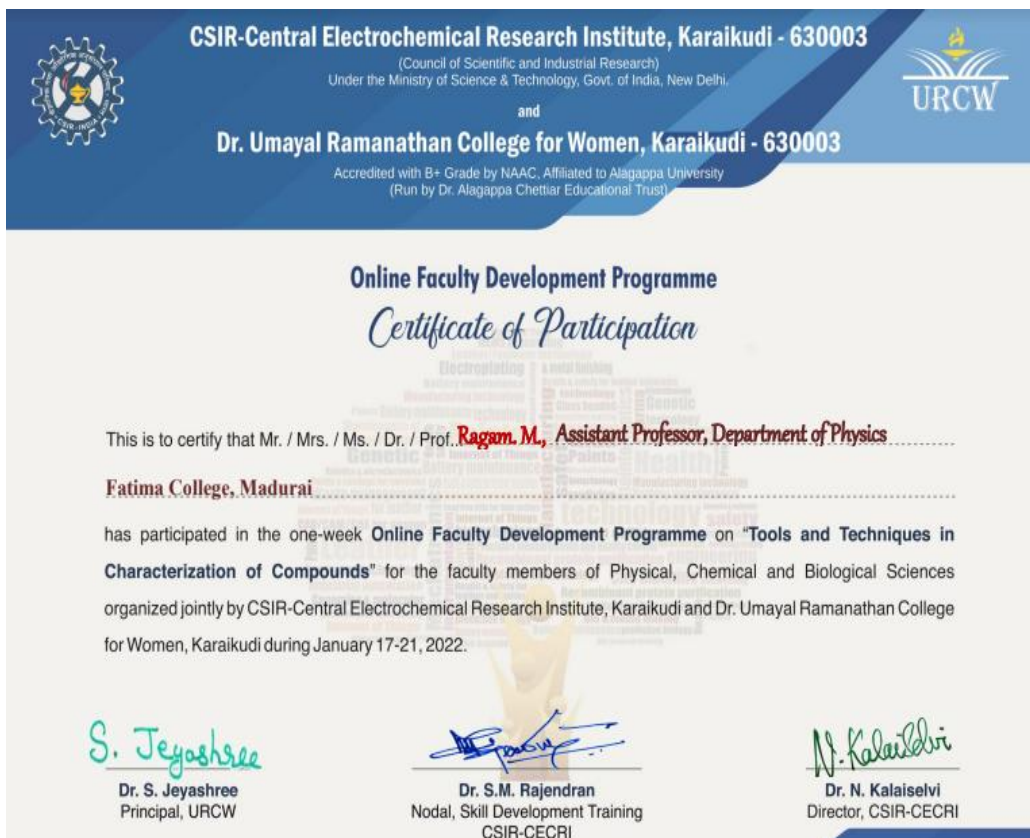 CSIR-Central Electrochemical Research Institute, Karaikudi - 630003
(Council of Scientific and Industrial Research)
Under the Ministry of Science & Technology, Govt. of India, New Delhi.
and
Dr. Umayal Ramanathan College for Women, Karaikudi - 630003
Accredited with B+ Grade by NAAC, Affiliated to Alagappa University
(Run by Dr. Alagappa Chettiar Educational Trust)
CSIR-INDIA
URCW
Online Faculty Development Programme
Certificate of Participation
This is to certify that Mr. / Mrs. / Ms. / Dr. / Prof. Ragam. M., Assistant Professor, Department of Physics
Fatima College, Madurai
has participated in the one-week Online Faculty Development Programme on “Tools and Techniques in
Characterization of Compounds” for the faculty members of Physical, Chemical and Biological Sciences
organized jointly by CSIR-Central Electrochemical Research Institute, Karaikudi and Dr. Umayal Ramanathan College
for Women, Karaikudi during January 17-21, 2022.
S. Jeyashree
Dr. S. Jeyashree
Principal, URCW
Dr. S.M. Rajendran
Nodal, Skill Development Training
CSIR-CECRI
N. Kalaiselvi
Dr. N. Kalaiselvi
Director, CSIR-CECRI